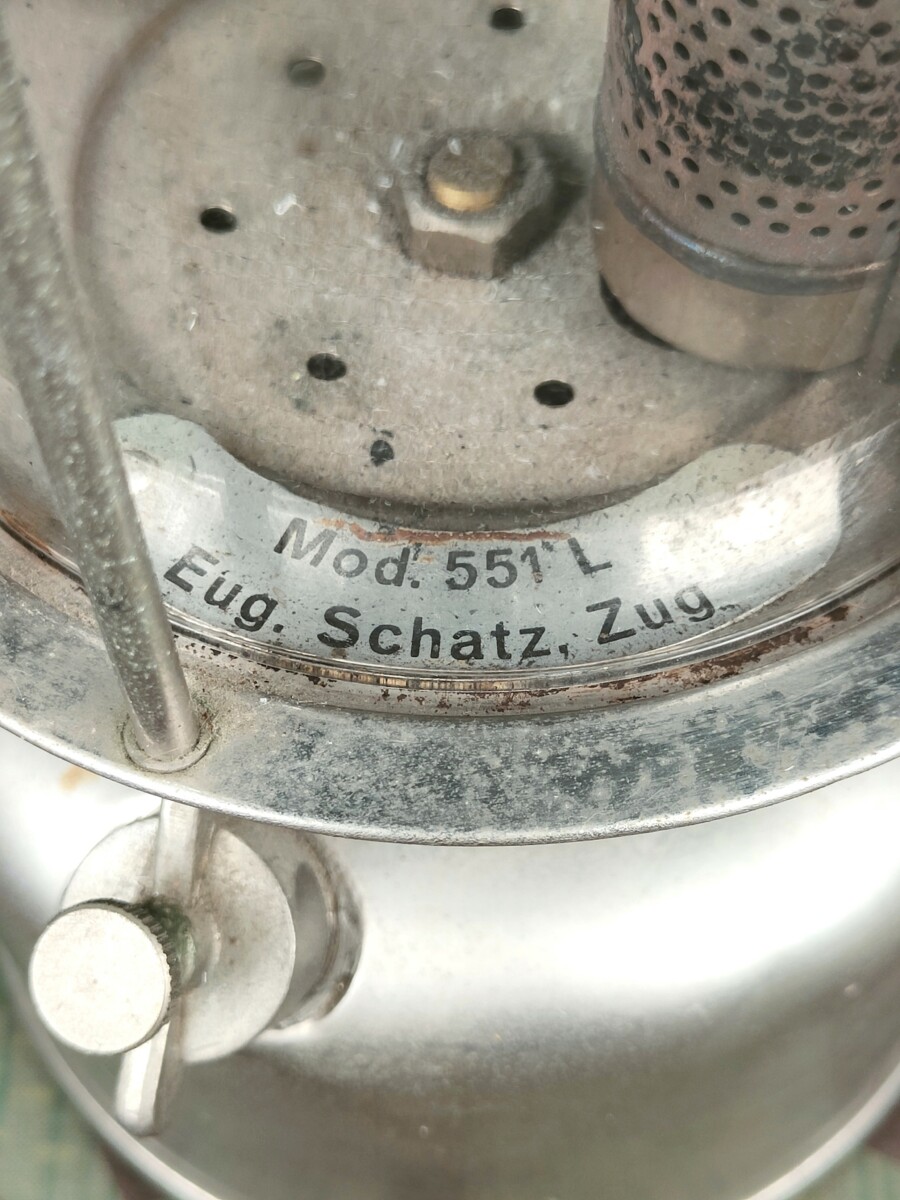 Mod. 551 L
Eug. Schatz, Zug